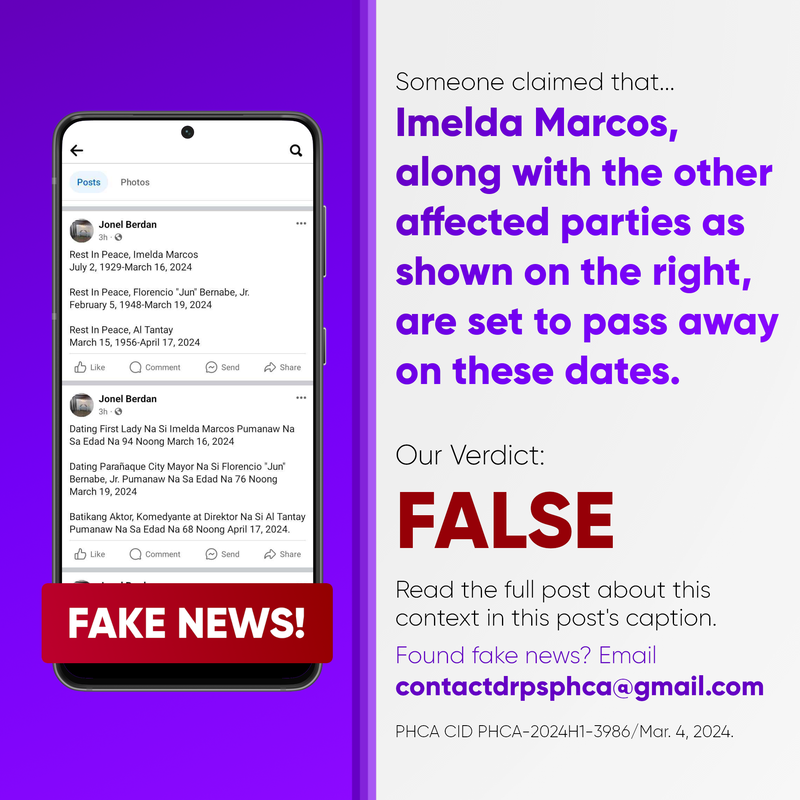 Posts Photos
Jonel Berdan
3h
Rest In Peace, Imelda Marcos
July 2, 1929-March 16, 2024
Rest In Peace, Florencio "Jun" Bernabe, Jr.
February 5, 1948-March 19, 2024
Rest In Peace, Al Tantay
March 15, 1956-April 17, 2024
Like Comment Send Share
Jonel Berdan
3h
Dating First Lady Na Si Imelda Marcos Pumanaw Na
Sa Edad Na 94 Noong March 16, 2024
Dating Parañaque City Mayor Na Si Florencio "Jun"
Bernabe, Jr. Pumanaw Na Sa Edad Na 76 Noong
March 19, 2024
Batikang Aktor, Komedyante at Direktor Na Si Al Tantay
Pumanaw Na Sa Edad Na 68 Noong April 17, 2024.
Like Comment Send Share
FAKE NEWS!
Someone claimed that...
Imelda Marcos,
along with the other
affected parties as
shown on the right,
are set to pass away
on these dates.
Our Verdict:
FALSE
Read the full post about this
context in this post's caption.
Found fake news? Email
contactdrpsphca@gmail.com
PHCA CID PHCA-2024H1-3986/Mar. 4, 2024.